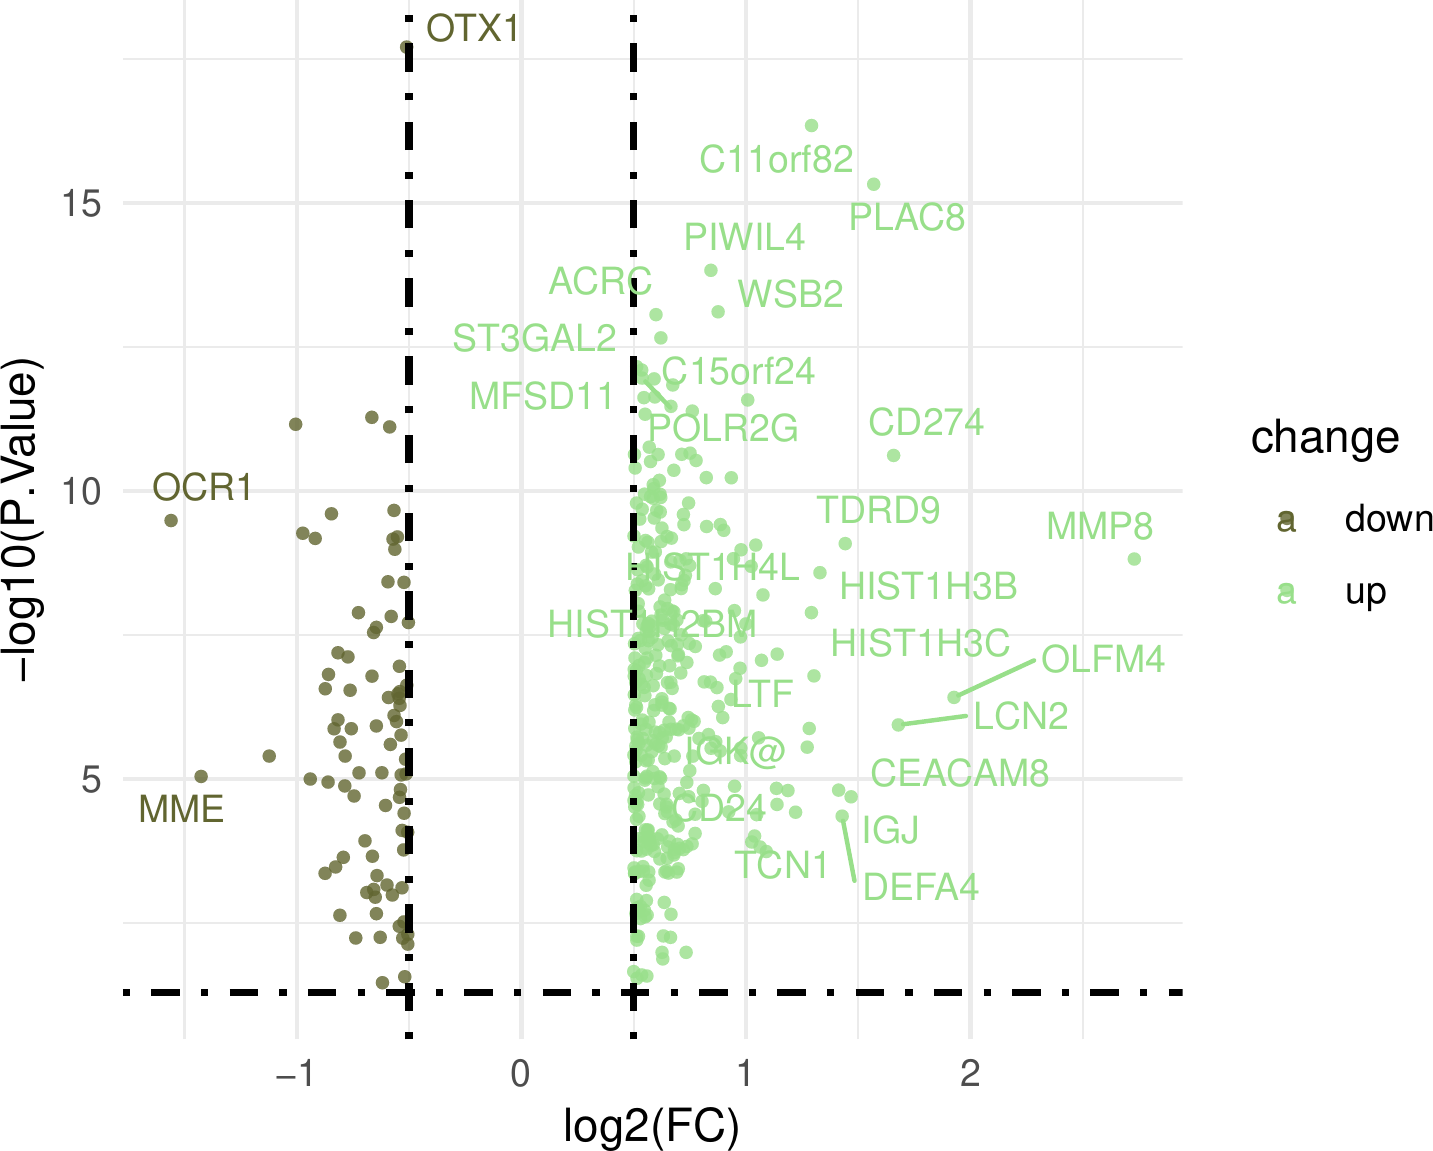 OTX1
C11orf82
15
PLAC8
PIWIL4
ACRC
WSB2
ST3GAL2
C15orf24
MFSD11
POLR2G
CD274
OCR1
10
TDRD9
MMP8
HIST1H4L
HIST1H3B
HIST1H2BM
HIST1H3C
OLFM4
LTF
LCN2
IGK@
CEACAM8
5
MME
CD24
IGJ
TCN1
DEFA4
−1
0
1
2
log2(FC)
−log10(P.Value)
change
a down
a up